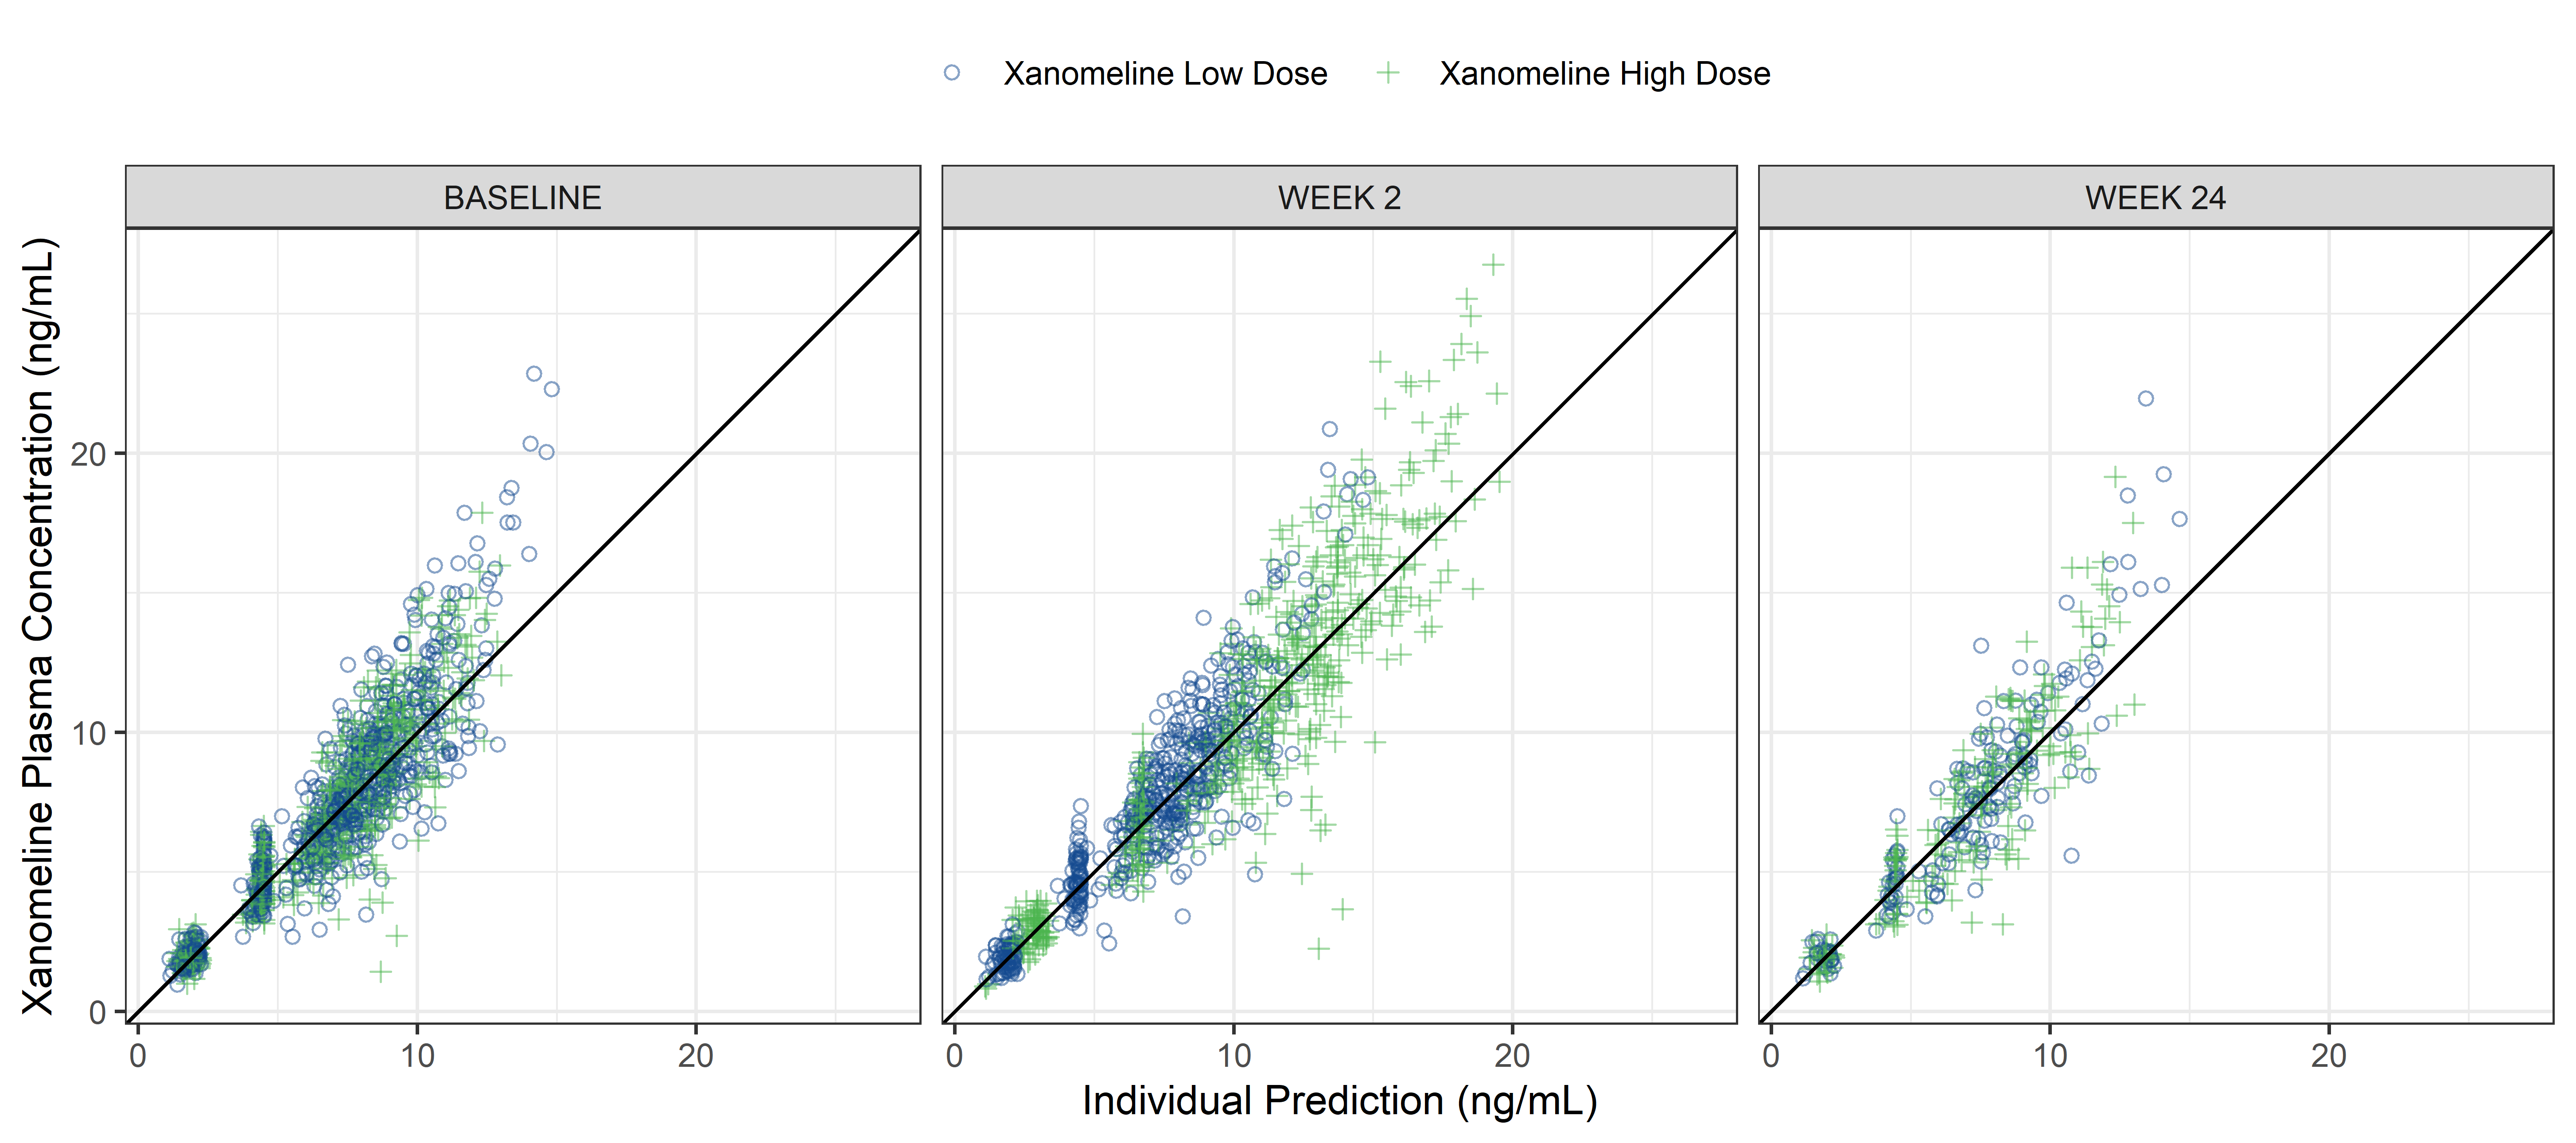 Xanomeline Low Dose Xanomeline High Dose
BASELINE WEEK 2 WEEK 24
Xanomeline Plasma Concentration (ng/mL)
20
10
0
0 10 20 0 10 20 0 10 20
Individual Prediction (ng/mL)